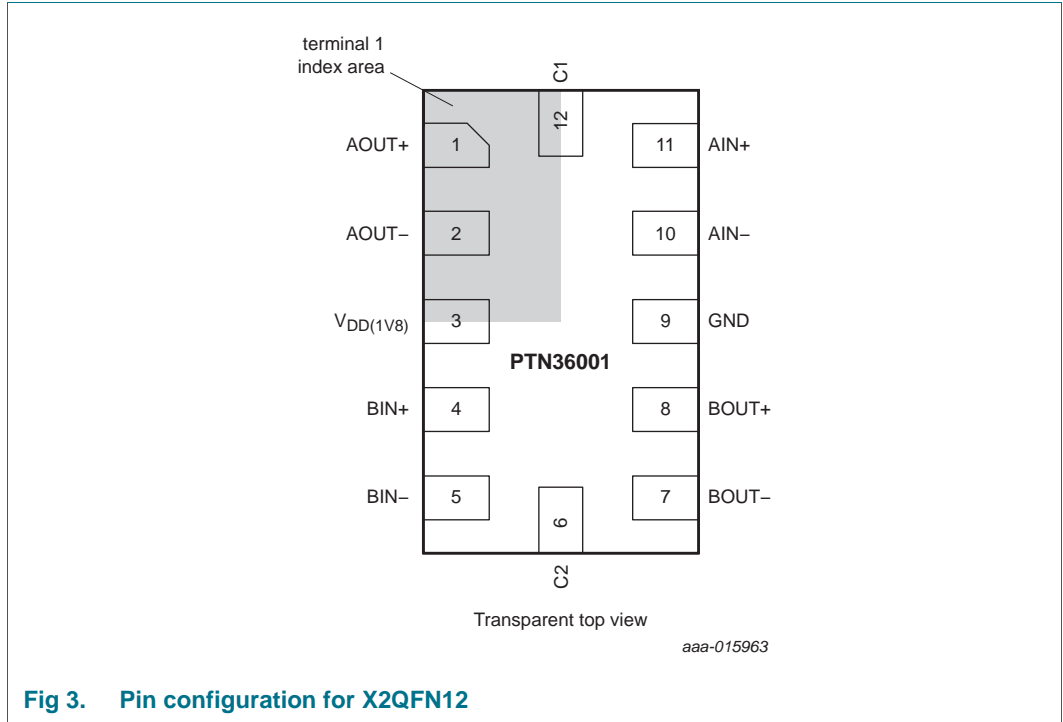 terminal 1
index area
C1
12
AOUT+ 1 11 AIN+
AOUT− 2 10 AIN−
VDD(1V8) 3 9 GND
PTN36001
BIN+ 4 8 BOUT+
BIN− 5 7 BOUT−
6
C2
Transparent top view
aaa-015963
Fig 3. Pin configuration for X2QFN12